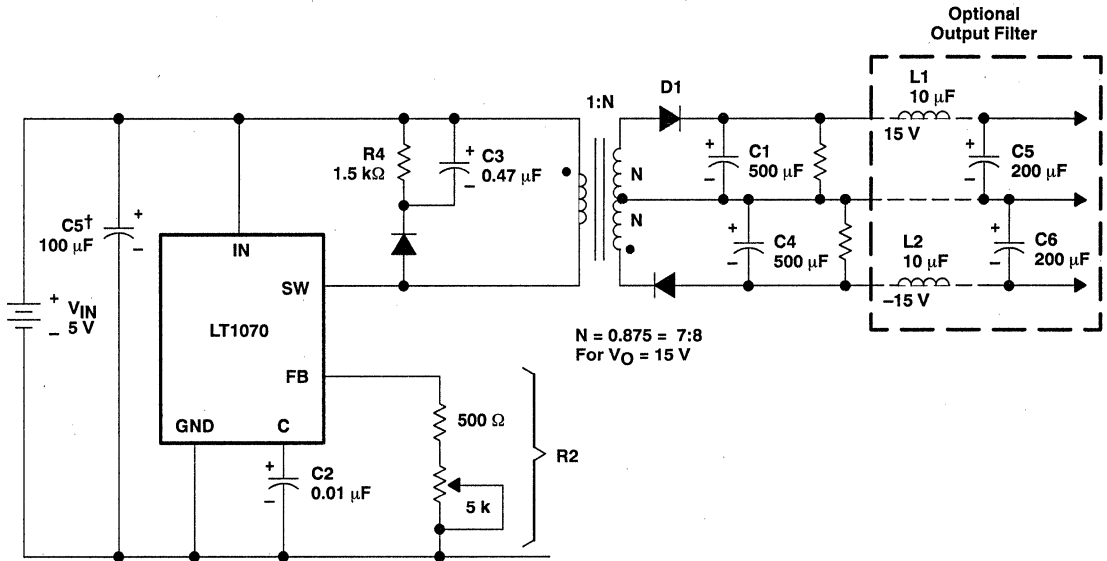 Optional
Output Filter
L1
10 µF
15 V
D1
1:N
R4
1.5 kΩ
+
C3
0.47 µF
–
N
N
+
C1
500 µF
–
+
C5
200 µF
–
C5†
100 µF
+
–
IN
+
C4
500 µF
–
L2
10 µF
–15 V
+
C6
200 µF
–
SW
+
VIN
5 V
–
LT1070
N = 0.875 = 7:8
For VO = 15 V
FB
500 Ω
GND
C
R2
+
C2
0.01 µF
–
5 k